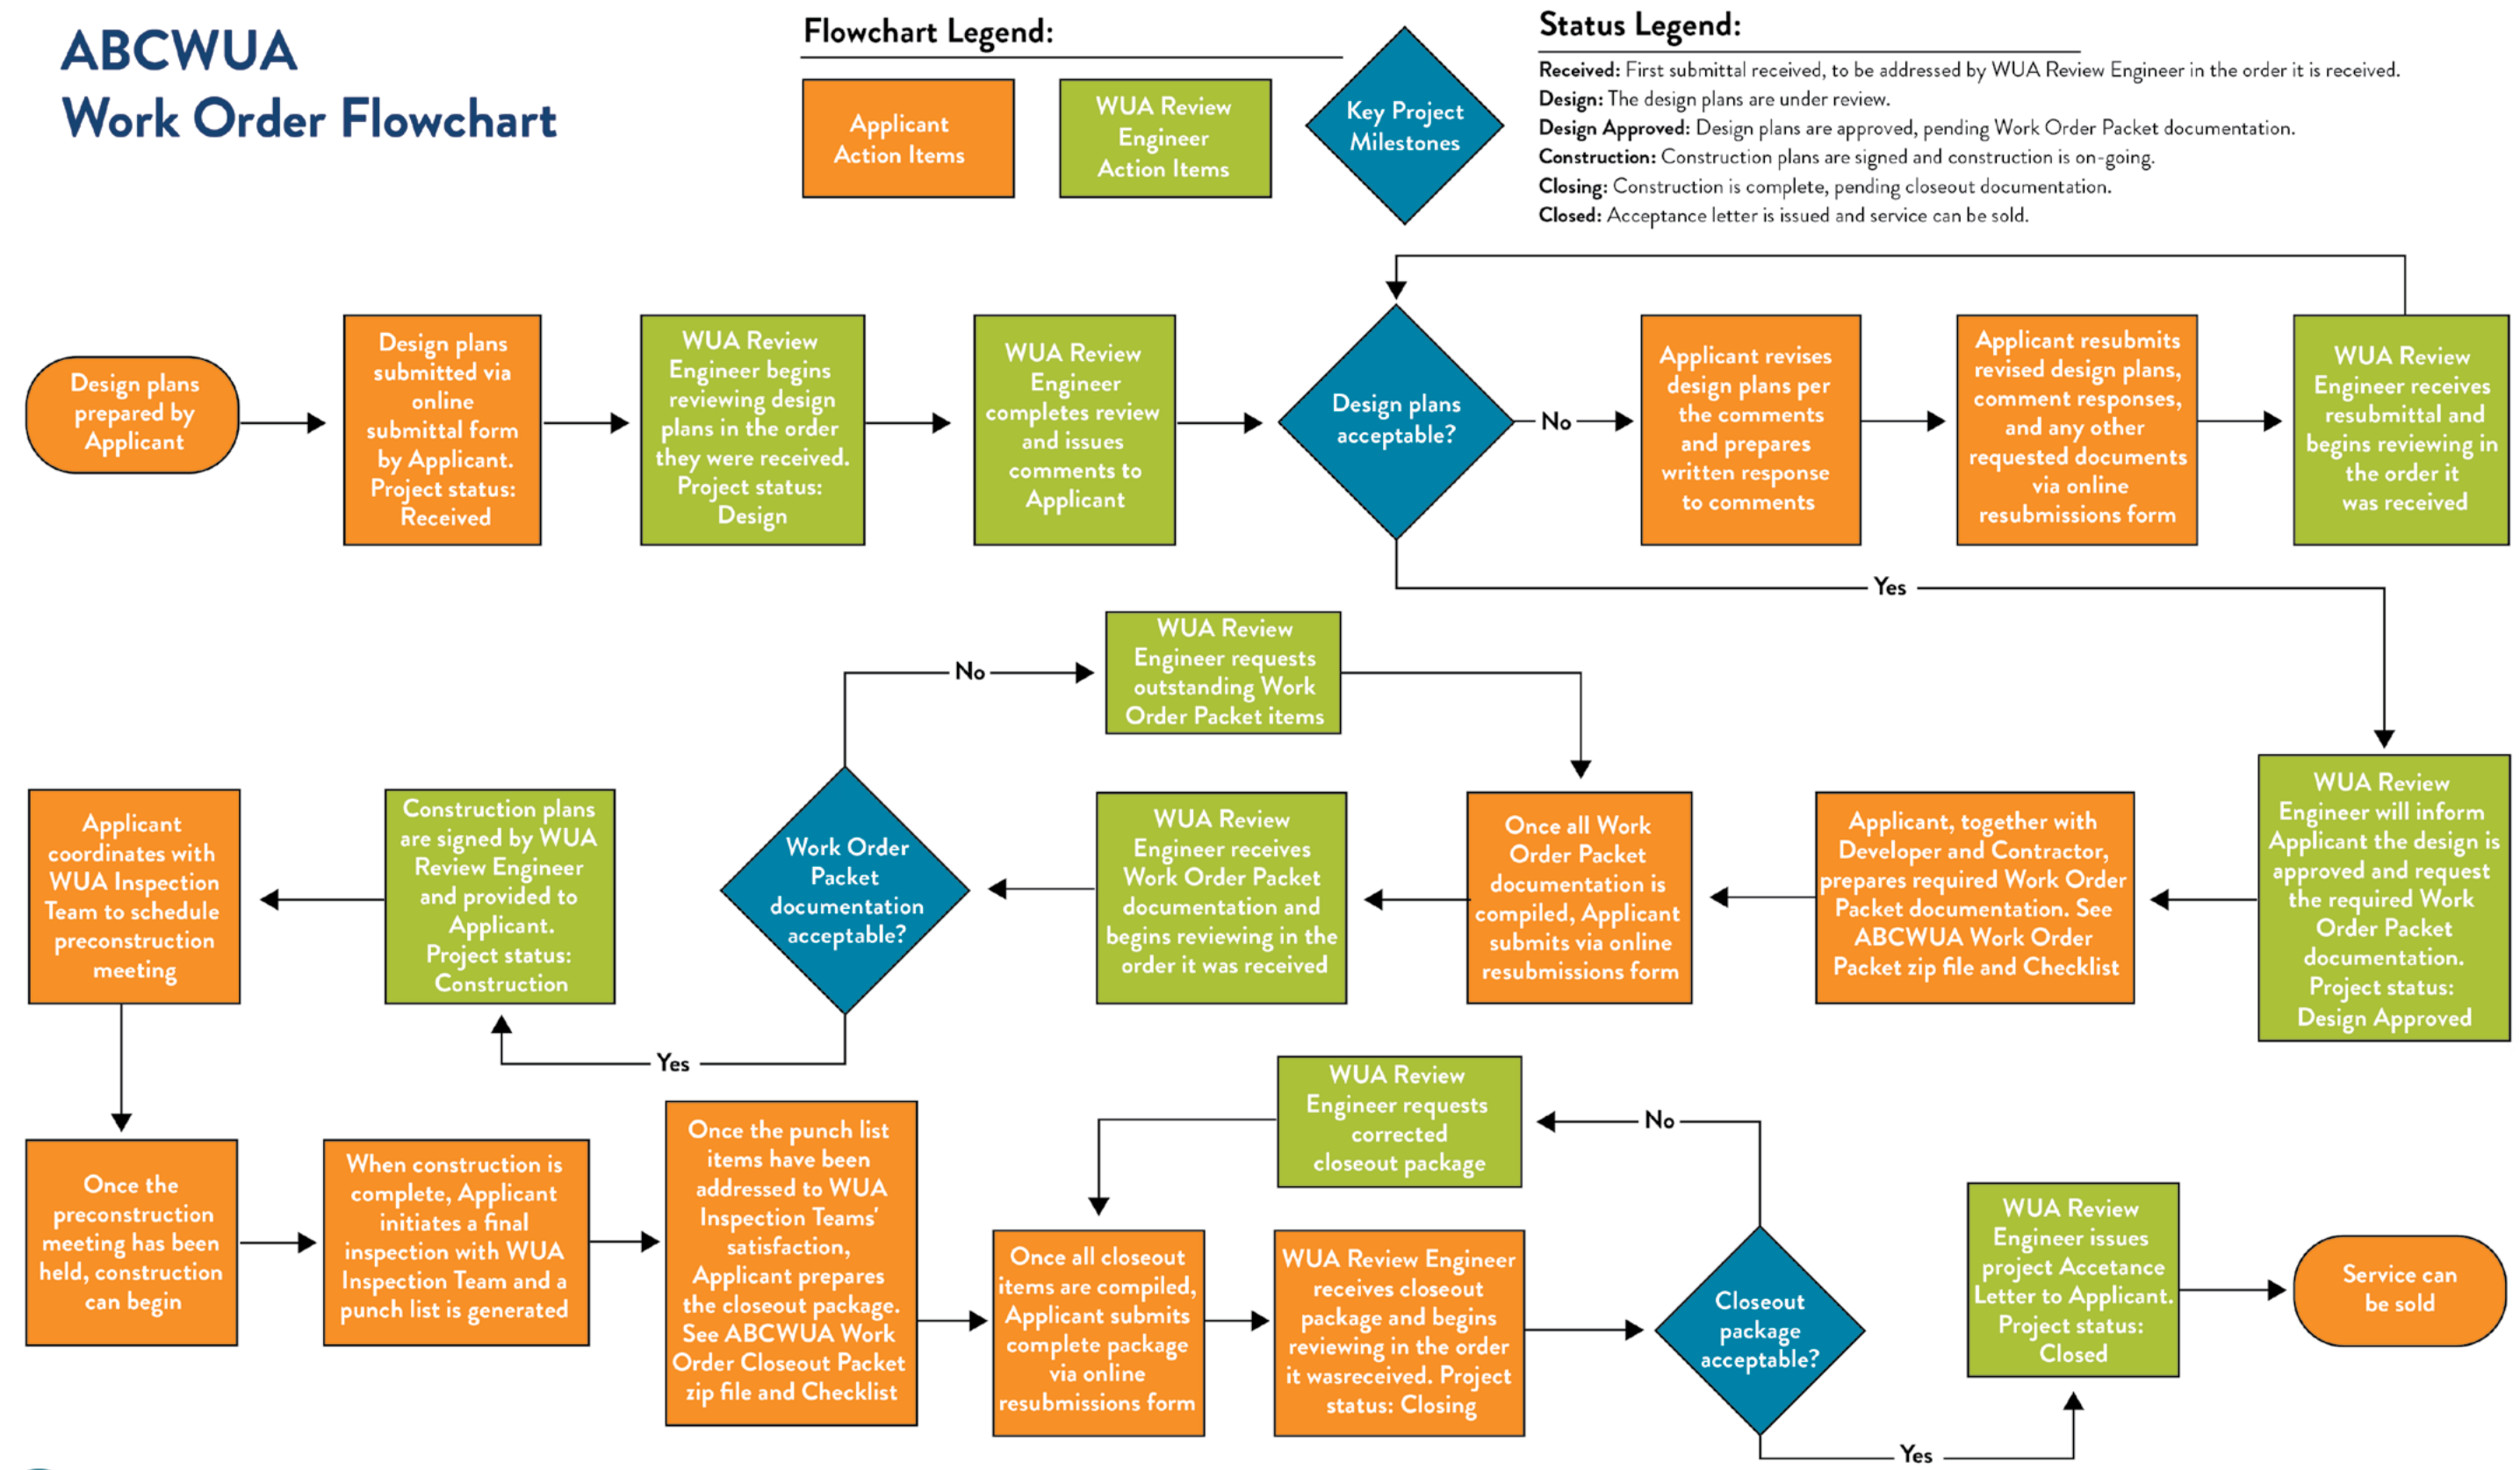 ABCWUA
Work Order Flowchart
Flowchart Legend:
Applicant
Action Items
WUA Review
Engineer
Action Items
Key Project
Milestones
Status Legend:
Received: First submittal received, to be addressed by WUA Review Engineer in the order it is received.
Design: The design plans are under review.
Design Approved: Design plans are approved, pending Work Order Packet documentation.
Construction: Construction plans are signed and construction is on-going.
Closing: Construction is complete, pending closeout documentation.
Closed: Acceptance letter is issued and service can be sold.
Design plans
prepared by
Applicant
Design plans
submitted via
online
submittal form
by Applicant.
Project status:
Received
WUA Review
Engineer begins
reviewing design
plans in the order
they were received.
Project status:
Design
WUA Review
Engineer
completes review
and issues
comments to
Applicant
Design plans
acceptable?
No
Applicant revises
design plans per
the comments
and prepares
written response
to comments
Applicant resubmits
revised design plans,
comment responses,
and any other
requested documents
via online
resubmissions form
WUA Review
Engineer receives
resubmittal and
begins reviewing in
the order it
was received
Yes
WUA Review
Engineer will inform
Applicant the design is
approved and request
the required Work
Order Packet
documentation.
Project status:
Design Approved
Applicant, together with
Developer and Contractor,
prepares required Work Order
Packet documentation. See
ABCWUA Work Order
Packet zip file and Checklist
Once all Work
Order Packet
documentation is
compiled, Applicant
submits via online
resubmissions form
WUA Review
Engineer receives
Work Order Packet
documentation and
begins reviewing in the
order it was received
Work Order
Packet
documentation
acceptable?
No
WUA Review
Engineer requests
outstanding Work
Order Packet items
Yes
Construction plans
are signed by WUA
Review Engineer
and provided to
Applicant.
Project status:
Construction
Applicant
coordinates with
WUA Inspection
Team to schedule
preconstruction
meeting
Once the
preconstruction
meeting has been
held, construction
can begin
When construction is
complete, Applicant
initiates a final
inspection with WUA
Inspection Team and a
punch list is generated
Once the punch list
items have been
addressed to WUA
Inspection Teams'
satisfaction,
Applicant prepares
the closeout package.
See ABCWUA Work
Order Closeout Packet
zip file and Checklist
Once all closeout
items are compiled,
Applicant submits
complete package
via online
resubmissions form
WUA Review Engineer
receives closeout
package and begins
reviewing in the order
it wasreceived. Project
status: Closing
Closeout
package
acceptable?
No
WUA Review
Engineer requests
corrected
closeout package
Yes
WUA Review
Engineer issues
project Accetance
Letter to Applicant.
Project status:
Closed
Service can
be sold